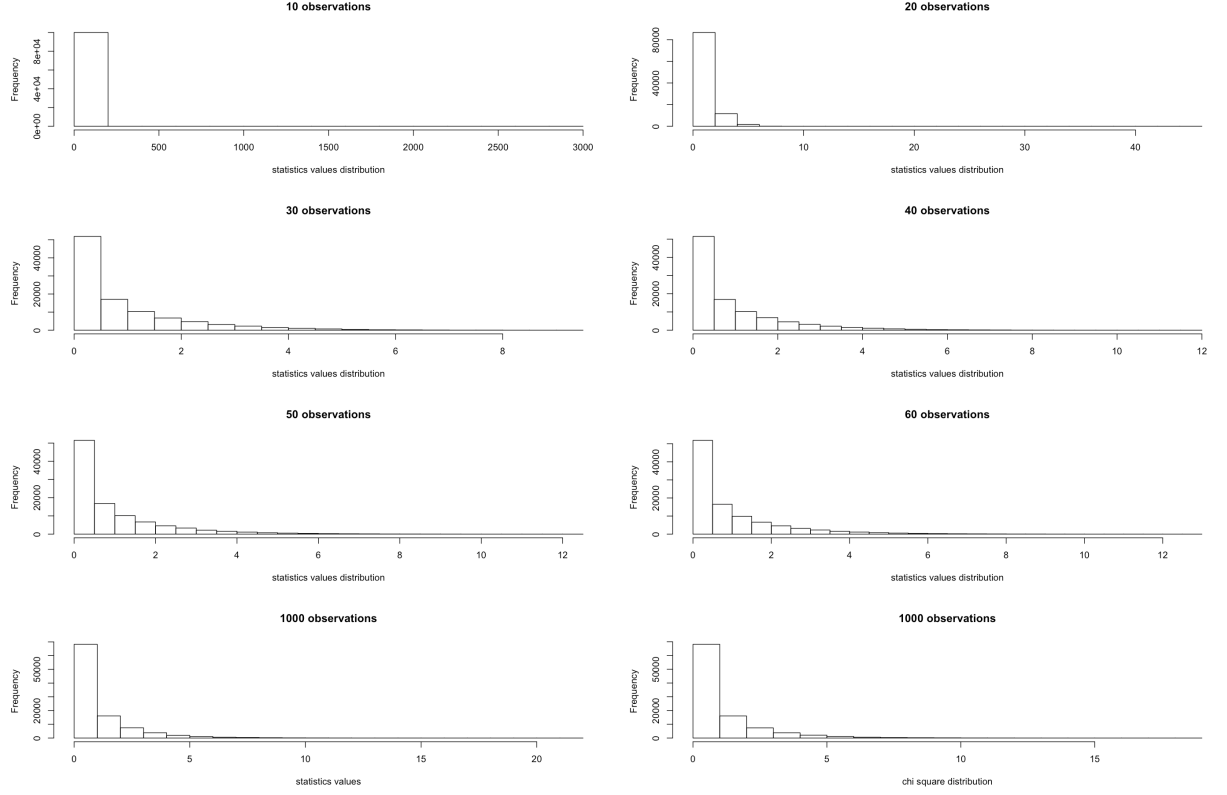 10 observations
Frequency
0e+00 4e+04 8e+04
0 500 1000 1500 2000 2500 3000
statistics values distribution
20 observations
Frequency
0 40000 80000
0 10 20 30 40
statistics values distribution
30 observations
Frequency
0 20000 40000
0 2 4 6 8
statistics values distribution
40 observations
Frequency
0 20000 40000
0 2 4 6 8 10 12
statistics values distribution
50 observations
Frequency
0 20000 40000
0 2 4 6 8 10 12
statistics values distribution
60 observations
Frequency
0 20000 40000
0 2 4 6 8 10 12
statistics values distribution
1000 observations
Frequency
0 20000 50000
0 5 10 15 20
statistics values
1000 observations
Frequency
0 20000 50000
0 5 10 15
chi square distribution